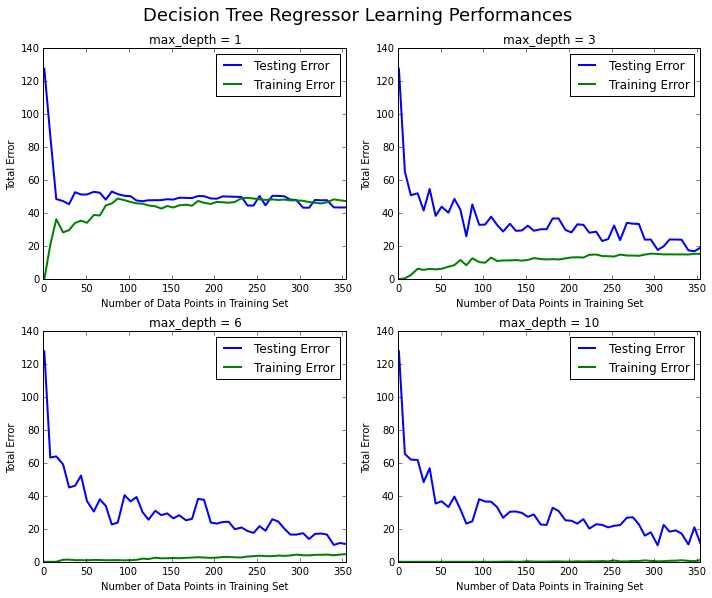 Decision Tree Regressor Learning Performances
max_depth = 1
140
120
100
80
60
40
20
0
Total Error
Testing Error
Training Error
0 50 100 150 200 250 300 350
Number of Data Points in Training Set
max_depth = 3
140
120
100
80
60
40
20
0
Total Error
Testing Error
Training Error
0 50 100 150 200 250 300 350
Number of Data Points in Training Set
max_depth = 6
140
120
100
80
60
40
20
0
Total Error
Testing Error
Training Error
0 50 100 150 200 250 300 350
Number of Data Points in Training Set
max_depth = 10
140
120
100
80
60
40
20
0
Total Error
Testing Error
Training Error
0 50 100 150 200 250 300 350
Number of Data Points in Training Set